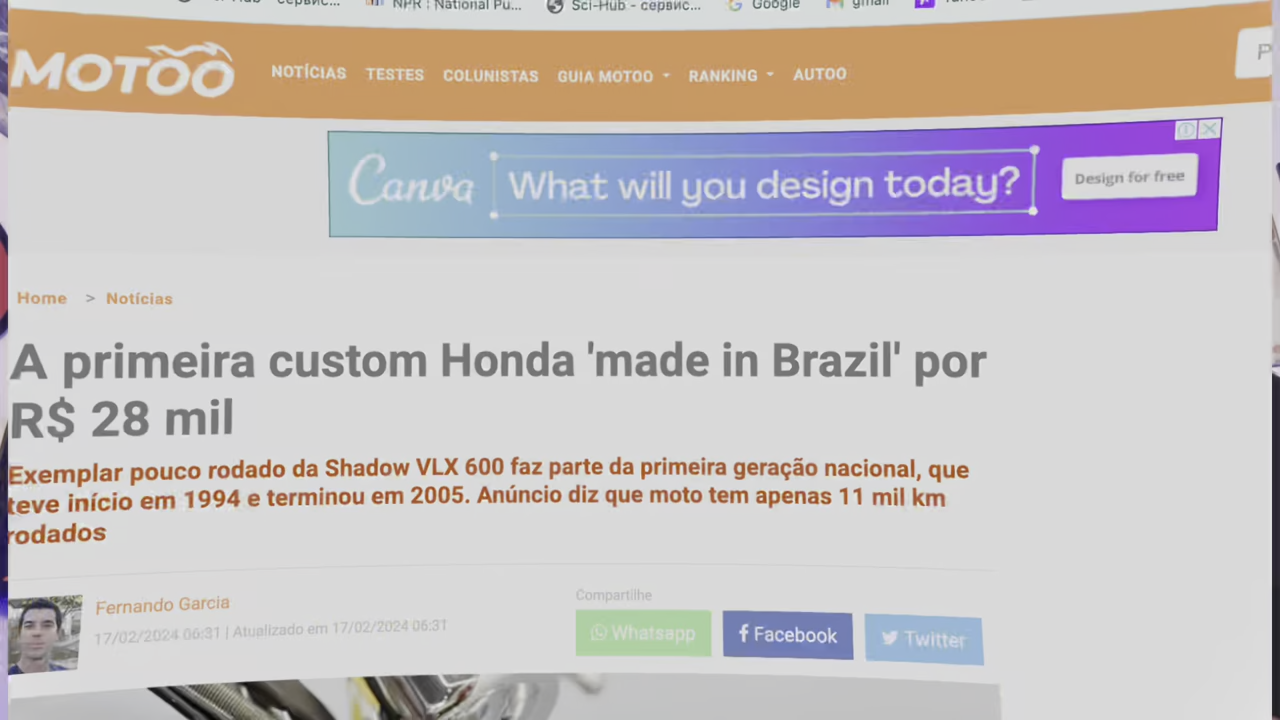 NPR : National Pu...
Sci-Hub - сервис...
Google
gmail
MOTOO
NOTÍCIAS TESTES COLUNISTAS GUIA MOTOO RANKING AUTOO
Canva What will you design today? Design for free
Home > Notícias
A primeira custom Honda 'made in Brazil' por
R$ 28 mil
Exemplar pouco rodado da Shadow VLX 600 faz parte da primeira geração nacional, que
teve início em 1994 e terminou em 2005. Anúncio diz que moto tem apenas 11 mil km
rodados
Fernando Garcia
17/02/2024 06:31 | Atualizado em 17/02/2024 06:31
Compartilhe
Whatsapp Facebook Twitter